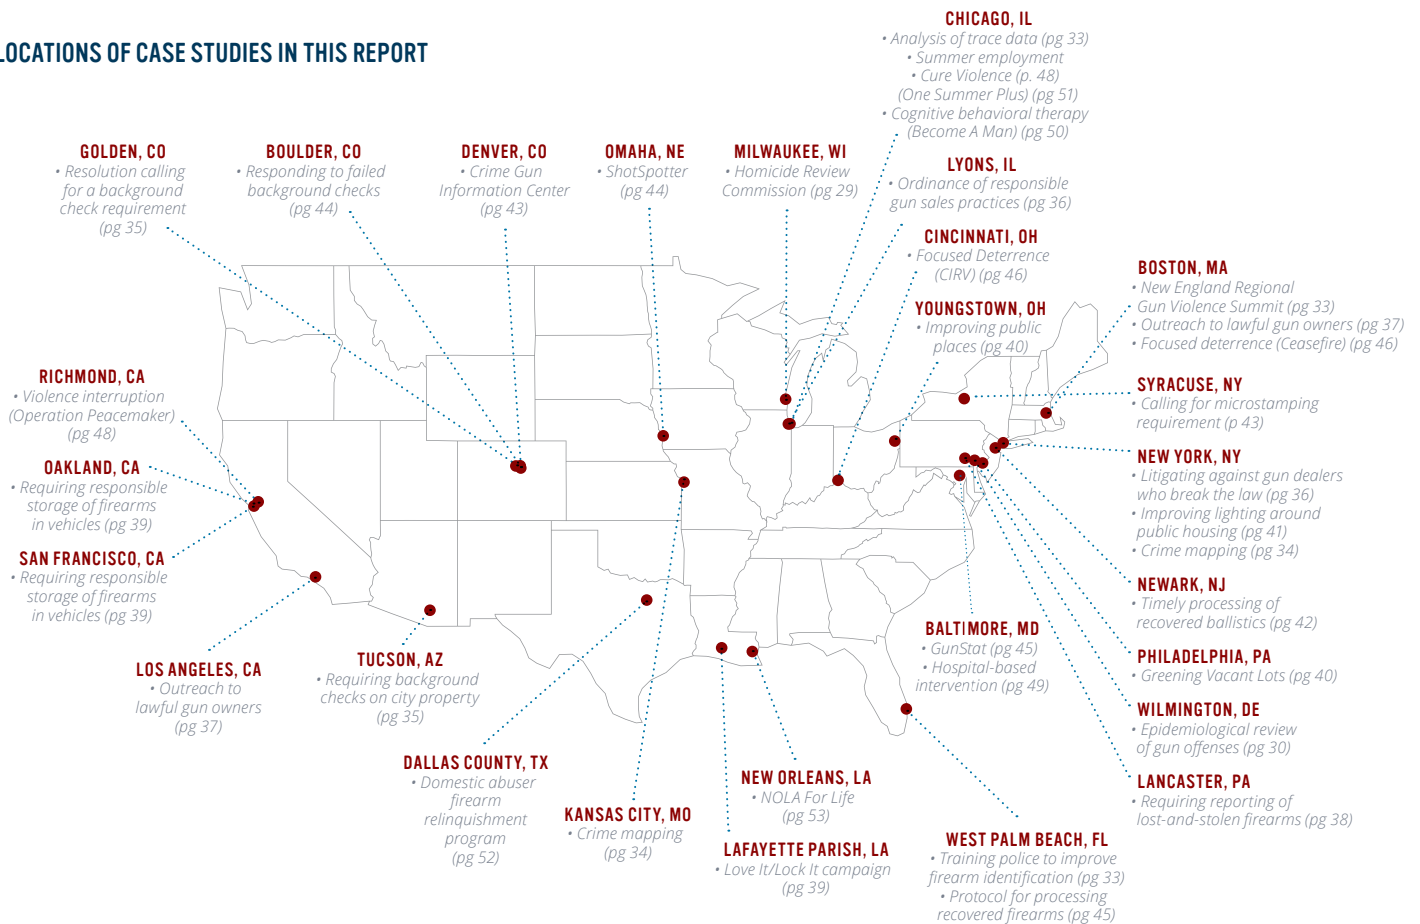 LOCATIONS OF CASE STUDIES IN THIS REPORT
CHICAGO, IL
• Analysis of trace data (pg 33)
• Summer employment
• Cure Violence (p. 48)
(One Summer Plus) (pg 51)
• Cognitive behavioral therapy
(Become A Man) (pg 50)
GOLDEN, CO
• Resolution calling
for a background
check requirement
(pg 35)
BOULDER, CO
• Responding to failed
background checks
(pg 44)
DENVER, CO
• Crime Gun
Information Center
(pg 43)
OMAHA, NE
• ShotSpotter
(pg 44)
MILWAUKEE, WI
• Homicide Review
Commission (pg 29)
LYONS, IL
• Ordinance of responsible
gun sales practices (pg 36)
CINCINNATI, OH
• Focused Deterrence
(CIRV) (pg 46)
YOUNGSTOWN, OH
• Improving public
places (pg 40)
BOSTON, MA
• New England Regional
Gun Violence Summit (pg 33)
• Outreach to lawful gun owners (pg 37)
• Focused deterrence (Ceasefire) (pg 46)
SYRACUSE, NY
• Calling for microstamping
requirement (p 43)
NEW YORK, NY
• Litigating against gun dealers
who break the law (pg 36)
• Improving lighting around
public housing (pg 41)
• Crime mapping (pg 34)
NEWARK, NJ
• Timely processing of
recovered ballistics (pg 42)
PHILADELPHIA, PA
• Greening Vacant Lots (pg 40)
WILMINGTON, DE
• Epidemiological review
of gun offenses (pg 30)
LANCASTER, PA
• Requiring reporting of
lost-and-stolen firearms (pg 38)
RICHMOND, CA
• Violence interruption
(Operation Peacemaker)
(pg 48)
OAKLAND, CA
• Requiring responsible
storage of firearms
in vehicles (pg 39)
SAN FRANCISCO, CA
• Requiring responsible
storage of firearms
in vehicles (pg 39)
LOS ANGELES, CA
• Outreach to
lawful gun owners
(pg 37)
TUCSON, AZ
• Requiring background
checks on city property
(pg 35)
DALLAS COUNTY, TX
• Domestic abuser
firearm
relinquishment
program
(pg 52)
KANSAS CITY, MO
• Crime mapping
(pg 34)
LAFAYETTE PARISH, LA
• Love It/Lock It campaign
(pg 39)
NEW ORLEANS, LA
• NOLA For Life
(pg 53)
BALTIMORE, MD
• GunStat (pg 45)
• Hospital-based
intervention (pg 49)
WEST PALM BEACH, FL
• Training police to improve
firearm identification (pg 33)
• Protocol for processing
recovered firearms (pg 45)